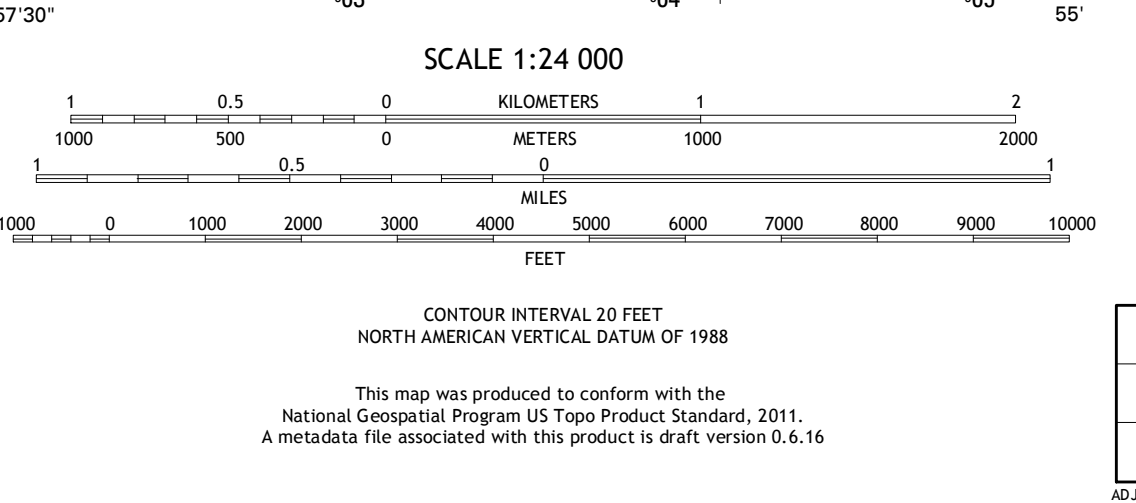 57'30" 55'
SCALE 1:24 000
1 0.5 0 KILOMETERS 1 2
1000 500 0 METERS 1000 2000
1 0.5 0 1
MILES
1000 0 1000 2000 3000 4000 5000 6000 7000 8000 9000 10000
FEET
CONTOUR INTERVAL 20 FEET
NORTH AMERICAN VERTICAL DATUM OF 1988
This map was produced to conform with the
National Geospatial Program US Topo Product Standard, 2011.
A metadata file associated with this product is draft version 0.6.16